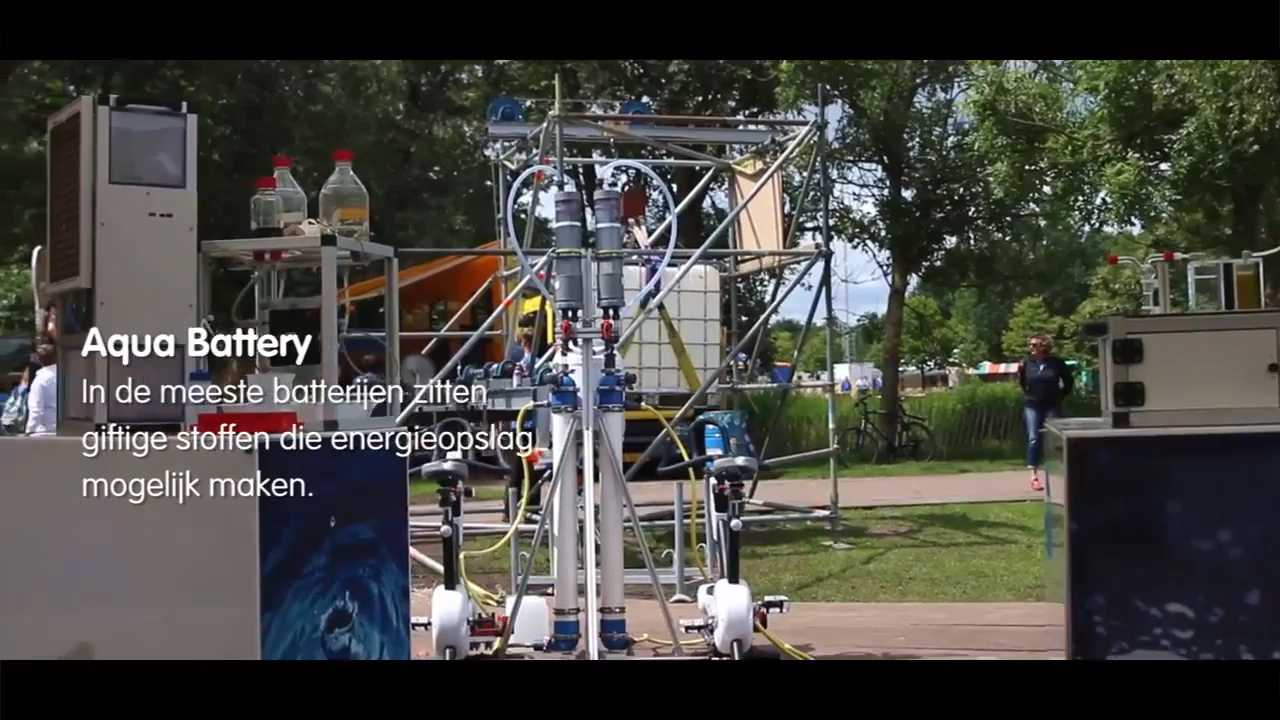 Aqua Battery
In de meeste batterijen zitten
giftige stoffen die energieopslag
mogelijk maken.